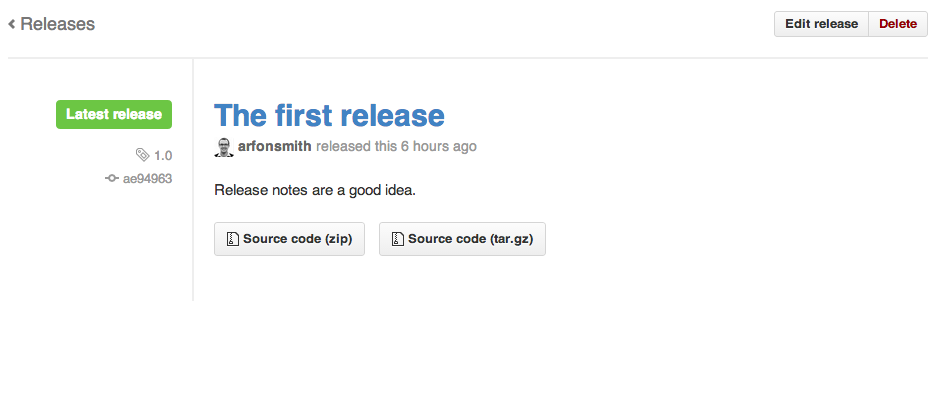 Releases
Edit release Delete
Latest release
1.0
ae94963
The first release
arfonsmith released this 6 hours ago
Release notes are a good idea.
Source code (zip) Source code (tar.gz)